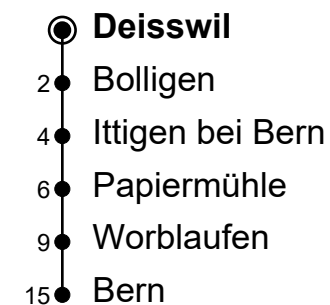 Deisswil
2 Bolligen
4 Ittigen bei Bern
6 Papiermühle
9 Worblaufen
15 Bern